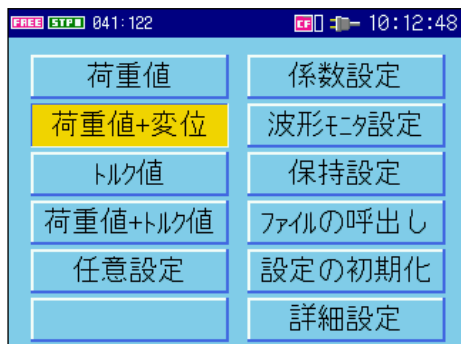 FREE STPⅡ 041:122 CF 10:12:48
荷重値 係数設定
荷重値+変位 波形ﾓﾆﾀ設定
ﾄﾙｸ値 保持設定
荷重値+ﾄﾙｸ値 ﾌｧｲﾙの呼出し
任意設定 設定の初期化
詳細設定